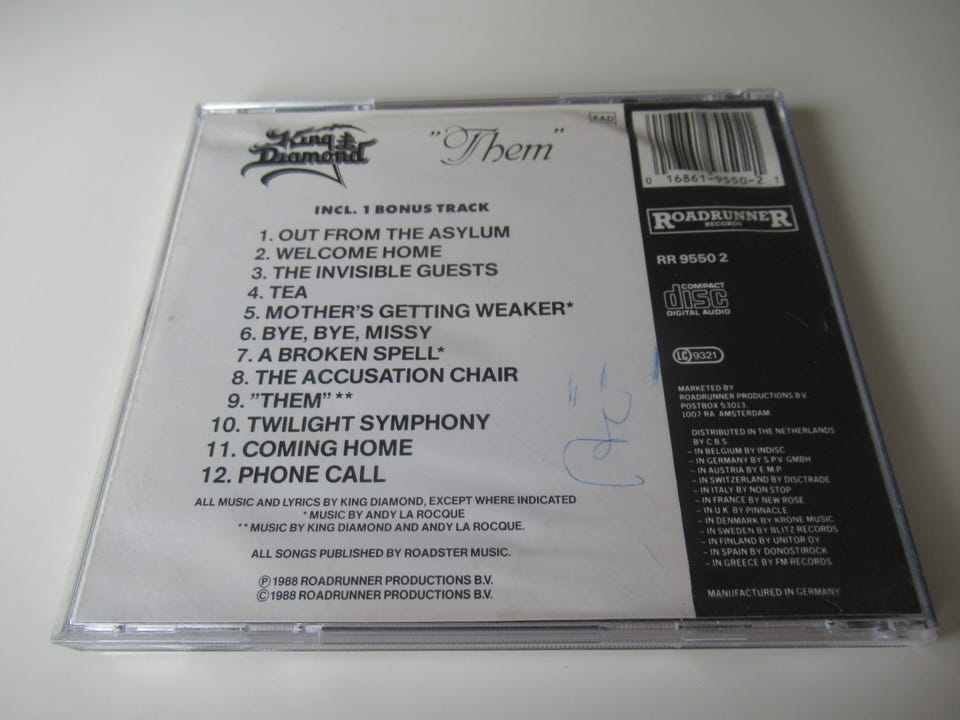 King Diamond
"Them"
AAD
INCL. 1 BONUS TRACK
1. OUT FROM THE ASYLUM
2. WELCOME HOME
3. THE INVISIBLE GUESTS
4. TEA
5. MOTHER'S GETTING WEAKER*
6. BYE, BYE, MISSY
7. A BROKEN SPELL*
8. THE ACCUSATION CHAIR
9. "THEM"**
10. TWILIGHT SYMPHONY
11. COMING HOME
12. PHONE CALL
ALL MUSIC AND LYRICS BY KING DIAMOND, EXCEPT WHERE INDICATED
* MUSIC BY ANDY LA ROCQUE
** MUSIC BY KING DIAMOND AND ANDY LA ROCQUE.
ALL SONGS PUBLISHED BY ROADSTER MUSIC.
Ⓟ1988 ROADRUNNER PRODUCTIONS B.V.
©1988 ROADRUNNER PRODUCTIONS B.V.
0 16861-9550-2 1
ROADRUNNER
RECORDS
RR 9550 2
COMPACT
disc
DIGITAL AUDIO
LC 9321
MARKETED BY
ROADRUNNER PRODUCTIONS B.V.
POSTBOX 53013,
1007 RA AMSTERDAM
DISTRIBUTED IN THE NETHERLANDS
BY C.B.S.
– IN BELGIUM BY INDISC
– IN GERMANY BY S.P.V. GMBH
– IN AUSTRIA BY E.M.P.
– IN SWITZERLAND BY DISCTRADE
– IN ITALY BY NON STOP
– IN FRANCE BY NEW ROSE
– IN U.K. BY PINNACLE
– IN DENMARK BY KRONE MUSIC
– IN SWEDEN BY BLITZ RECORDS
– IN FINLAND BY UNITOR OY
– IN SPAIN BY DONOSTIROCK
– IN GREECE BY FM RECORDS
MANUFACTURED IN GERMANY